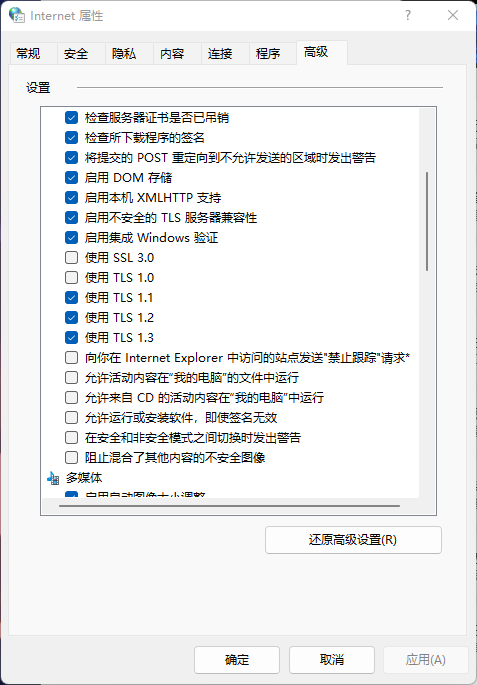 Internet 属性
?
常规 安全 隐私 内容 连接 程序 高级
设置
检查服务器证书是否已吊销
检查所下载程序的签名
将提交的 POST 重定向到不允许发送的区域时发出警告
启用 DOM 存储
启用本机 XMLHTTP 支持
启用不安全的 TLS 服务器兼容性
启用集成 Windows 验证
使用 SSL 3.0
使用 TLS 1.0
使用 TLS 1.1
使用 TLS 1.2
使用 TLS 1.3
向你在 Internet Explorer 中访问的站点发送"禁止跟踪"请求*
允许活动内容在“我的电脑”的文件中运行
允许来自 CD 的活动内容在“我的电脑”中运行
允许运行或安装软件，即使签名无效
在安全和非安全模式之间切换时发出警告
阻止混合了其他内容的不安全图像
多媒体
启用自动图像大小调整
还原高级设置(R)
确定 取消 应用(A)